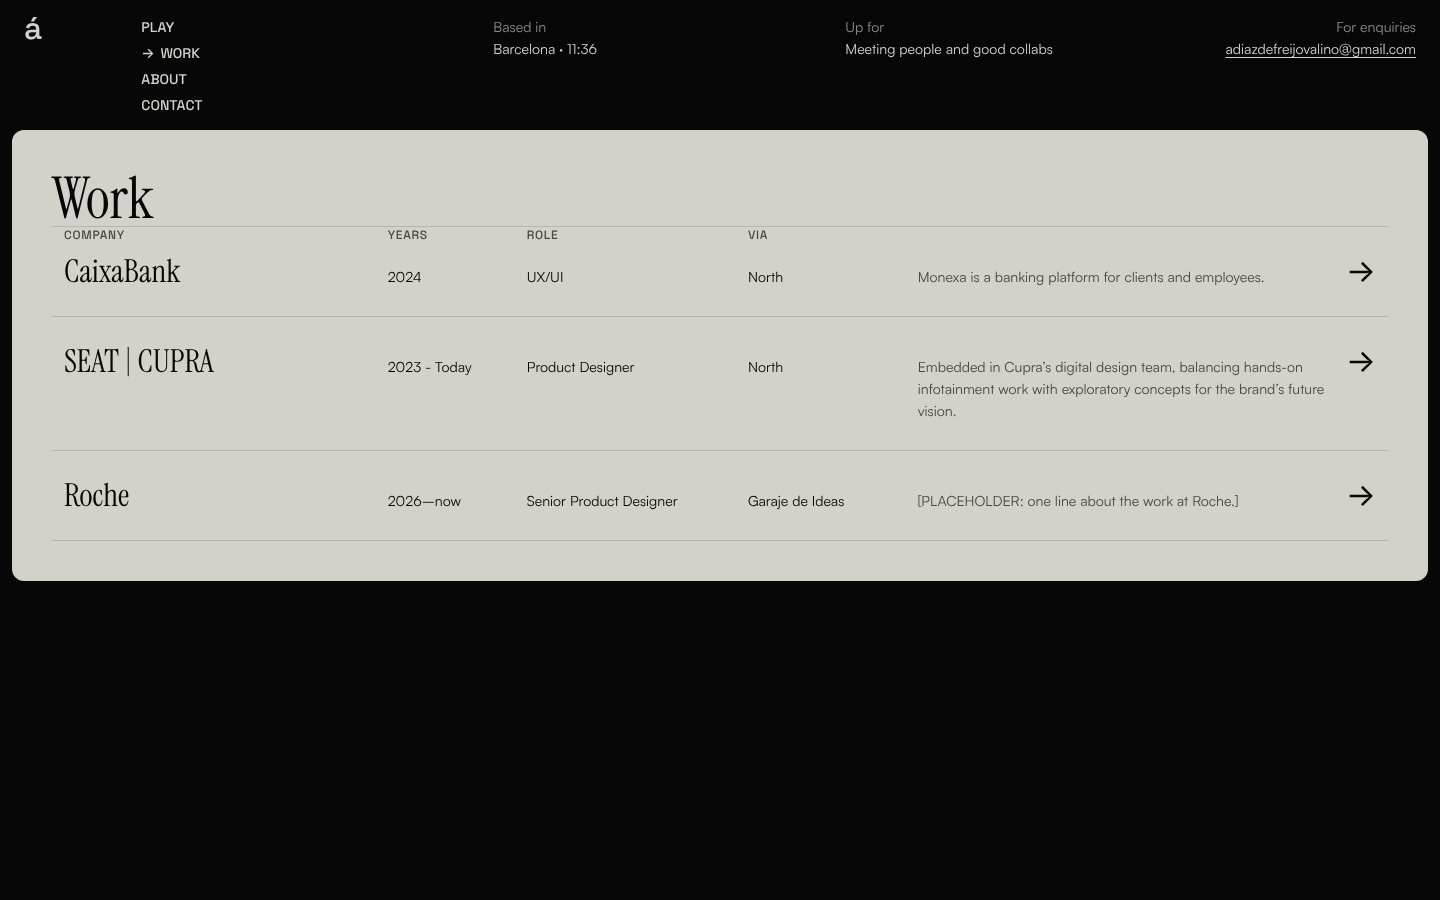 á
PLAY
→ WORK
ABOUT
CONTACT
Based in
Barcelona · 11:36
Up for
Meeting people and good collabs
For enquiries
adiazdefreijovalino@gmail.com
Work
COMPANY YEARS ROLE VIA
CaixaBank 2024 UX/UI North Monexa is a banking platform for clients and employees. →
SEAT | CUPRA 2023 - Today Product Designer North Embedded in Cupra’s digital design team, balancing hands-on →
infotainment work with exploratory concepts for the brand’s future
vision.
Roche 2026—now Senior Product Designer Garaje de Ideas [PLACEHOLDER: one line about the work at Roche.] →